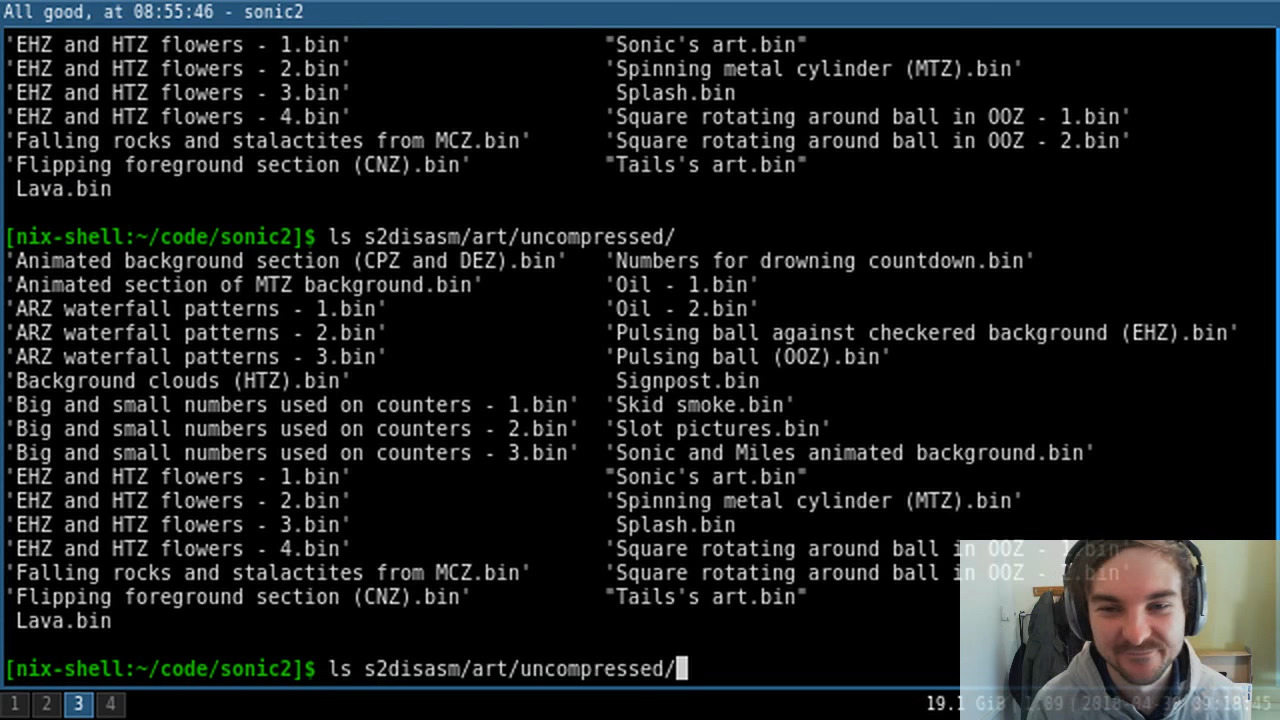 All good, at 08:55:46 - sonic2
'EHZ and HTZ flowers - 1.bin' "Sonic's art.bin"
'EHZ and HTZ flowers - 2.bin' 'Spinning metal cylinder (MTZ).bin'
'EHZ and HTZ flowers - 3.bin' Splash.bin
'EHZ and HTZ flowers - 4.bin' 'Square rotating around ball in OOZ - 1.bin'
'Falling rocks and stalactites from MCZ.bin' 'Square rotating around ball in OOZ - 2.bin'
'Flipping foreground section (CNZ).bin' "Tails's art.bin"
Lava.bin
[nix-shell:~/code/sonic2]$ ls s2disasm/art/uncompressed/
'Animated background section (CPZ and DEZ).bin' 'Numbers for drowning countdown.bin'
'Animated section of MTZ background.bin' 'Oil - 1.bin'
'ARZ waterfall patterns - 1.bin' 'Oil - 2.bin'
'ARZ waterfall patterns - 2.bin' 'Pulsing ball against checkered background (EHZ).bin'
'ARZ waterfall patterns - 3.bin' 'Pulsing ball (OOZ).bin'
'Background clouds (HTZ).bin' Signpost.bin
'Big and small numbers used on counters - 1.bin' 'Skid smoke.bin'
'Big and small numbers used on counters - 2.bin' 'Slot pictures.bin'
'Big and small numbers used on counters - 3.bin' 'Sonic and Miles animated background.bin'
'EHZ and HTZ flowers - 1.bin' "Sonic's art.bin"
'EHZ and HTZ flowers - 2.bin' 'Spinning metal cylinder (MTZ).bin'
'EHZ and HTZ flowers - 3.bin' Splash.bin
'EHZ and HTZ flowers - 4.bin' 'Square rotating around ball in OOZ -
'Falling rocks and stalactites from MCZ.bin' 'Square rotating around ball in OOZ -
'Flipping foreground section (CNZ).bin' "Tails's art.bin"
Lava.bin
[nix-shell:~/code/sonic2]$ ls s2disasm/art/uncompressed/
1 2 3 4 19.1 GiB